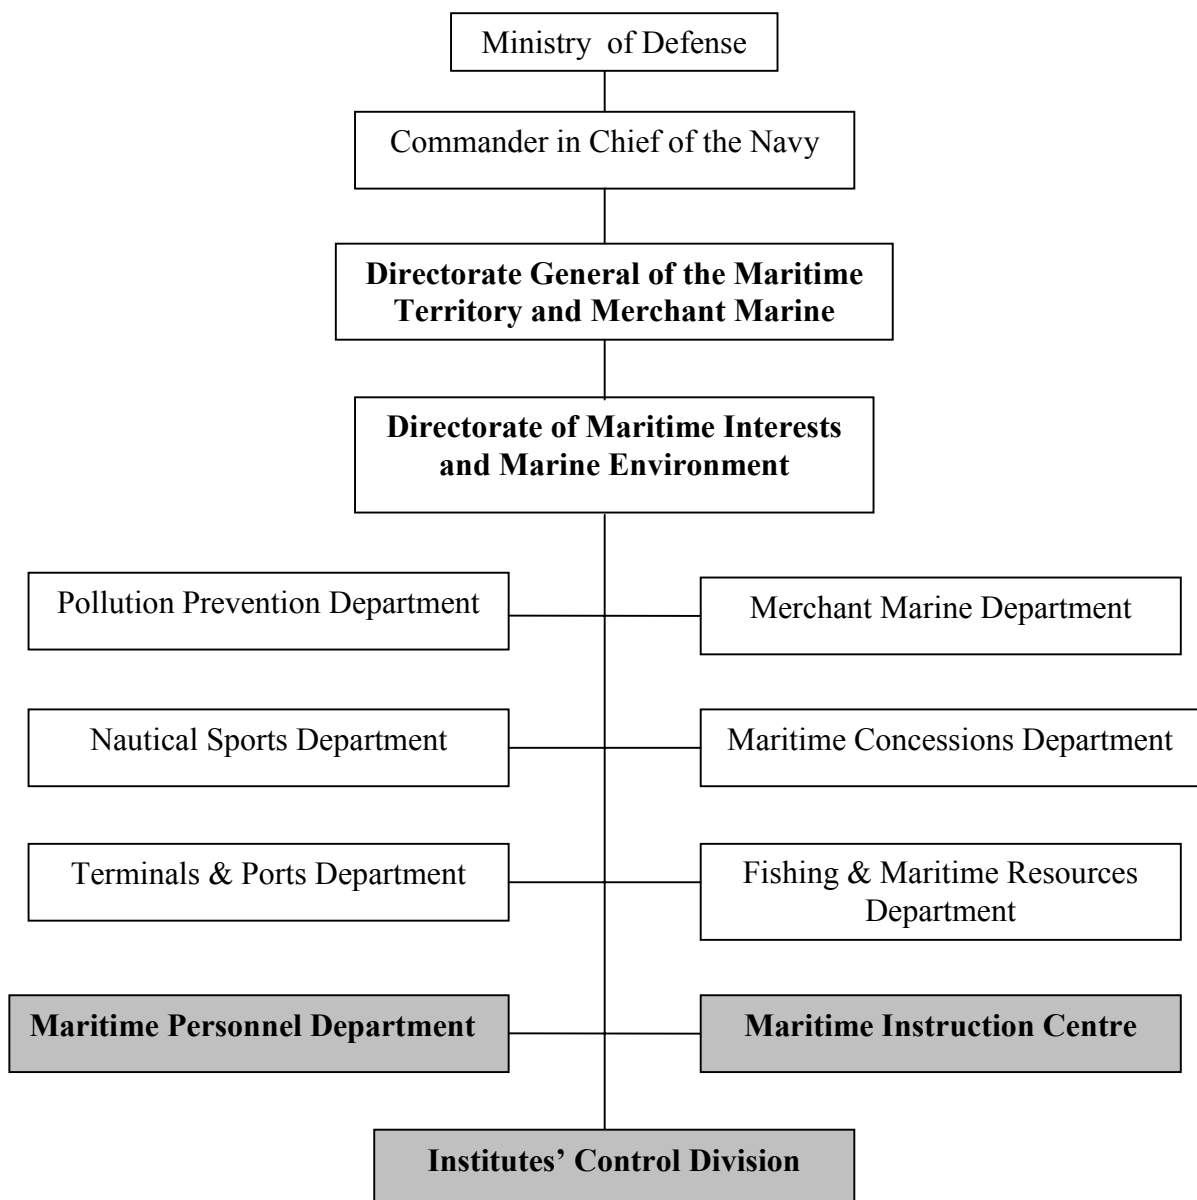 Ministry of Defense
Commander in Chief of the Navy
Directorate General of the Maritime
Territory and Merchant Marine
Directorate of Maritime Interests
and Marine Environment
Pollution Prevention Department
Merchant Marine Department
Nautical Sports Department
Maritime Concessions Department
Terminals & Ports Department
Fishing & Maritime Resources
Department
Maritime Personnel Department
Maritime Instruction Centre
Institutes’ Control Division